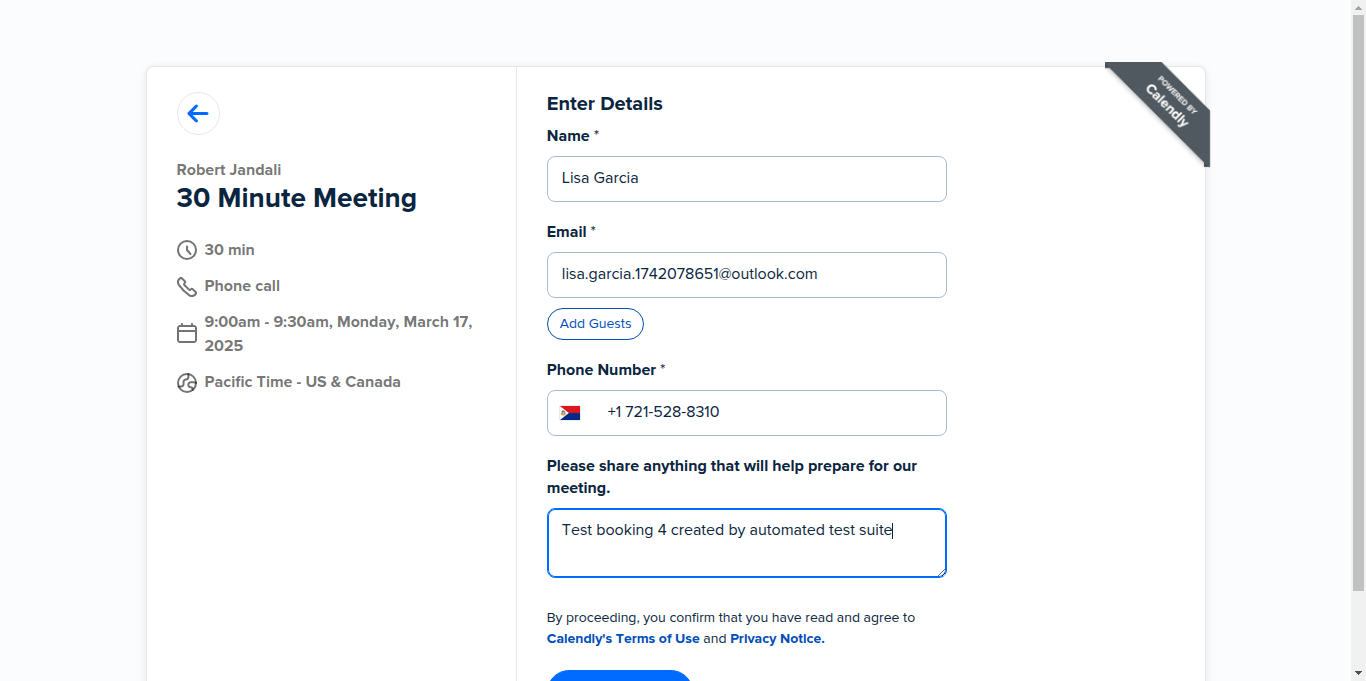 POWERED BY
Calendly
Robert Jandali
30 Minute Meeting
30 min
Phone call
9:00am - 9:30am, Monday, March 17,
2025
Pacific Time - US & Canada
Enter Details
Name *
Lisa Garcia
Email *
lisa.garcia.1742078651@outlook.com
Add Guests
Phone Number *
+1 721-528-8310
Please share anything that will help prepare for our
meeting.
Test booking 4 created by automated test suite
By proceeding, you confirm that you have read and agree to
Calendly's Terms of Use and Privacy Notice.